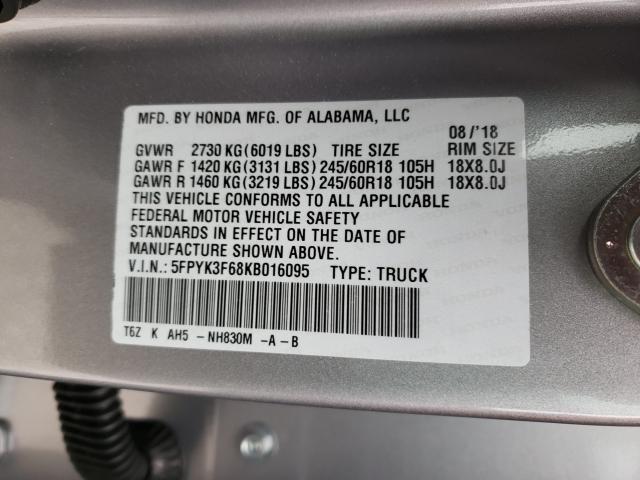 MFD. BY HONDA MFG. OF ALABAMA, LLC 08/'18
GVWR 2730 KG(6019 LBS) TIRE SIZE RIM SIZE
GAWR F 1420 KG(3131 LBS) 245/60R18 105H 18X8.0J
GAWR R 1460 KG(3219 LBS) 245/60R18 105H 18X8.0J
THIS VEHICLE CONFORMS TO ALL APPLICABLE
FEDERAL MOTOR VEHICLE SAFETY
STANDARDS IN EFFECT ON THE DATE OF
MANUFACTURE SHOWN ABOVE.
V.I.N.: 5FPYK3F68KB016095 TYPE: TRUCK
T6Z K AH5 -NH830M -A-B